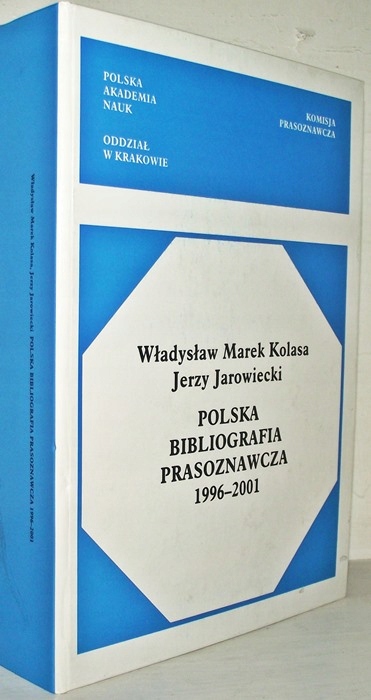 POLSKA
AKADEMIA
NAUK
ODDZIAŁ
W KRAKOWIE
KOMISJA
PRASOZNAWCZA
Władysław Marek Kolasa
Jerzy Jarowiecki
POLSKA
BIBLIOGRAFIA
PRASOZNAWCZA
1996–2001
Władysław Marek Kolasa, Jerzy Jarowiecki POLSKA BIBLIOGRAFIA PRASOZNAWCZA 1996–2001